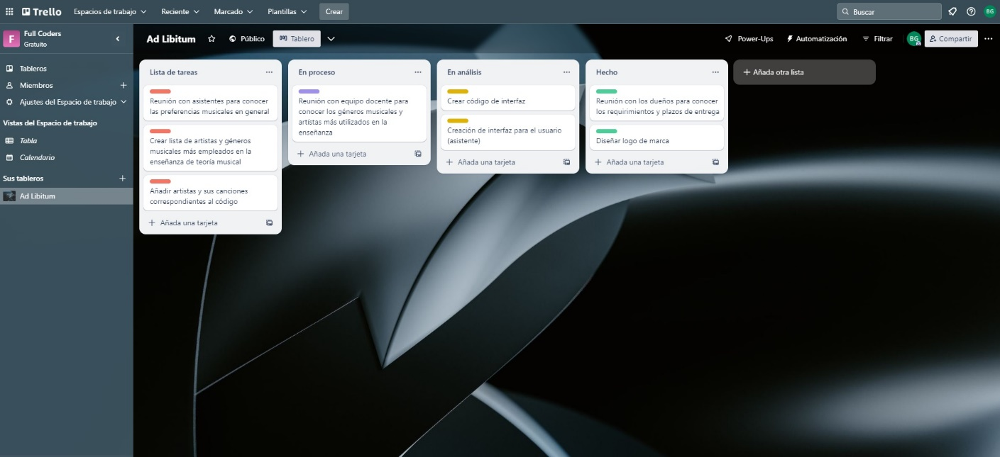 Trello
Espacios de trabajo
Reciente
Marcado
Plantillas
Crear
Buscar
BG
F
Full Coders
Gratuito
Ad Libitum
Público
Tablero
Power-Ups
Automatización
Filtrar
BG
Compartir
Tableros
Miembros
Ajustes del Espacio de trabajo
Vistas del Espacio de trabajo
Tabla
Calendario
Sus tableros
Ad Libitum
Lista de tareas
Reunión con asistentes para conocer
las preferencias musicales en general
Crear lista de artistas y géneros
musicales más empleados en la
enseñanza de teoría musical
Añadir artistas y sus canciones
correspondientes al código
Añada una tarjeta
En proceso
Reunión con equipo docente para
conocer los géneros musicales y
artístas más utilizados en la
enseñanza
Añada una tarjeta
En análisis
Crear código de interfaz
Creación de interfaz para el usuario
(asistente)
Añada una tarjeta
Hecho
Reunión con los dueños para conocer
los requirimientos y plazos de entrega
Diseñar logo de marca
Añada una tarjeta
Añada otra lista